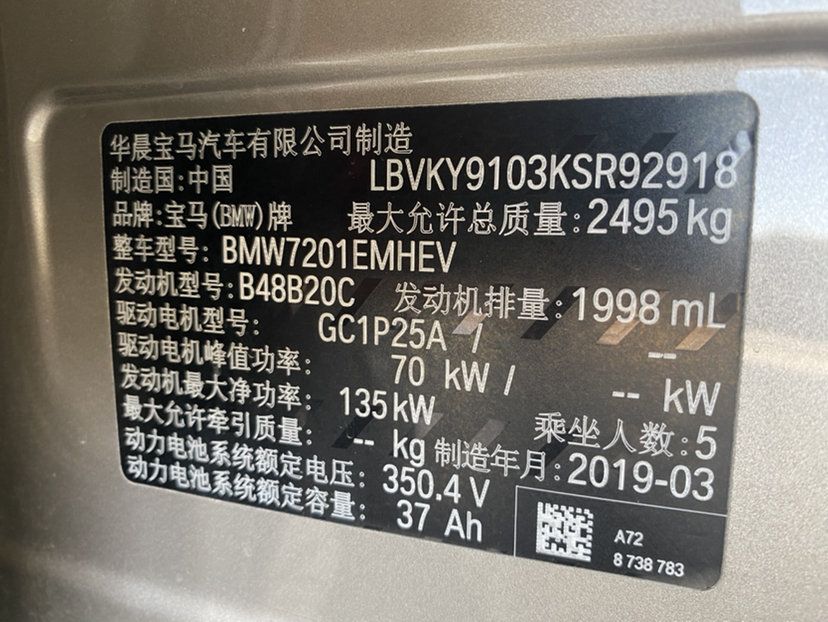 华晨宝马汽车有限公司制造
制造国:中国 LBVKY9103KSR92918
品牌:宝马(BMW)牌 最大允许总质量:2495kg
整车型号: BMW7201EMHEV
发动机型号:B48B20C 发动机排量:1998 mL
驱动电机型号: GC1P25A / --
驱动电机峰值功率: 70 kW / -- kW
发动机最大净功率: 135kW 乘坐人数:5
最大允许牵引质量: -- kg 制造年月:2019-03
动力电池系统额定电压: 350.4 V
动力电池系统额定容量: 37 Ah
A72
8 738 783